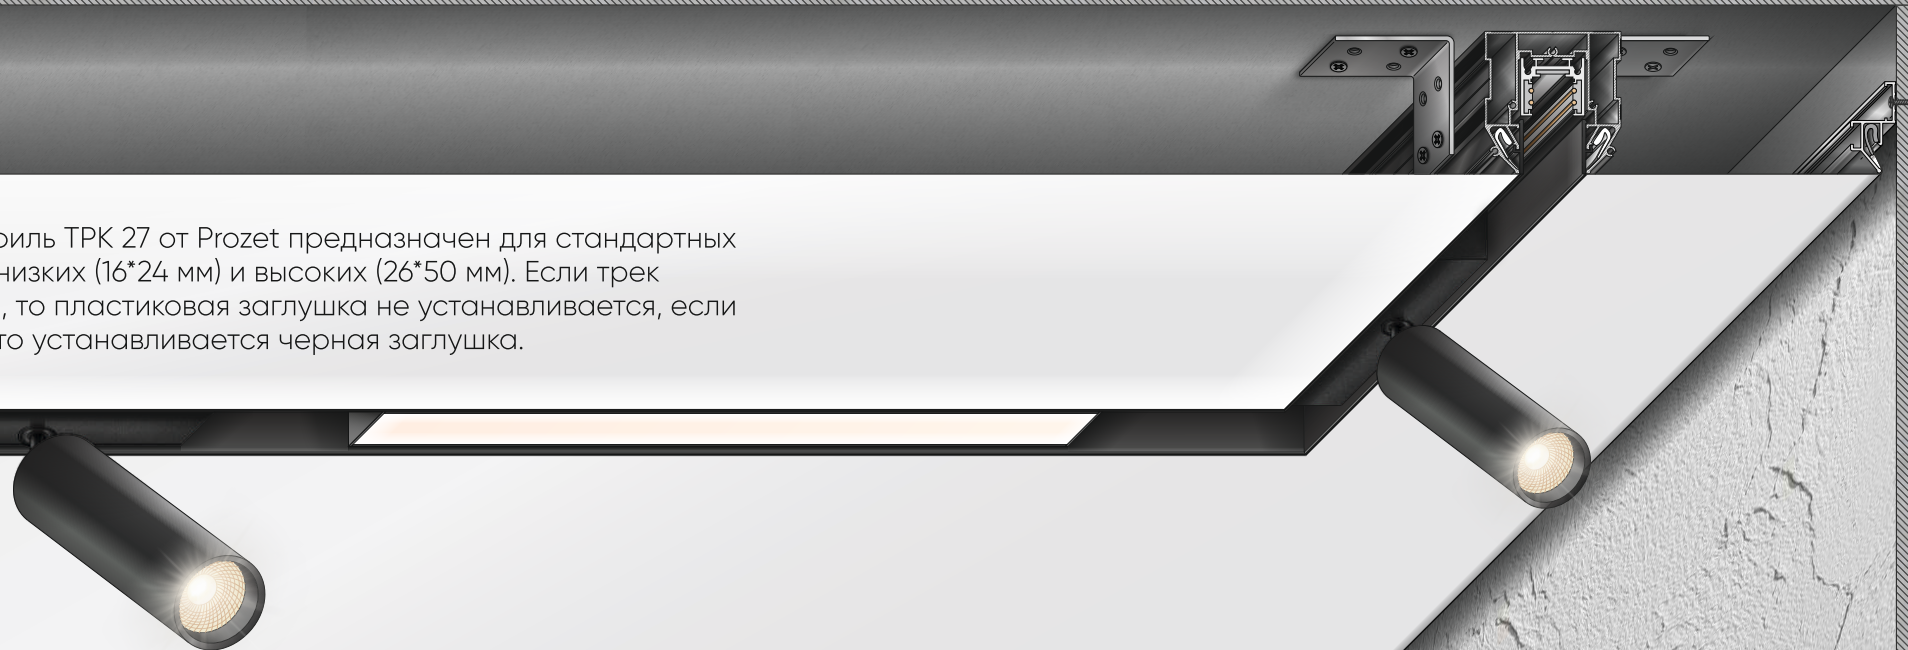 риль ТРК 27 от Prozet предназначен для стандартных
низких (16*24 мм) и высоких (26*50 мм). Если трек
, то пластиковая заглушка не устанавливается, если
то устанавливается черная заглушка.